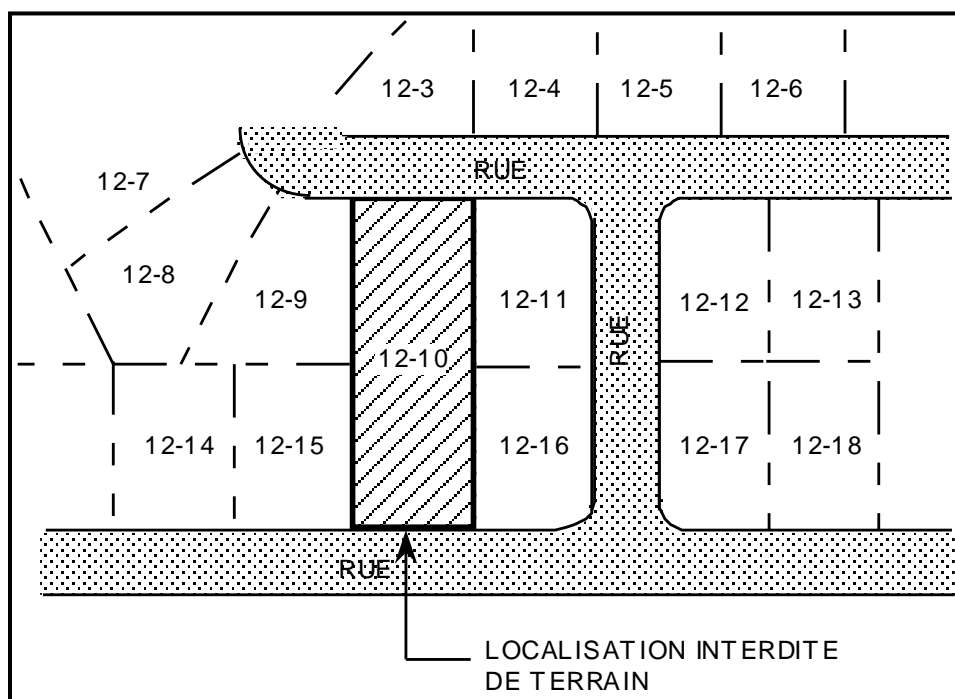 12-3 12-4 12-5 12-6
RUE
12-7
12-8
12-9
12-10
12-11
RUE
12-12 12-13
12-14 12-15
12-16
12-17 12-18
RUE
LOCALISATION INTERDITE
DE TERRAIN